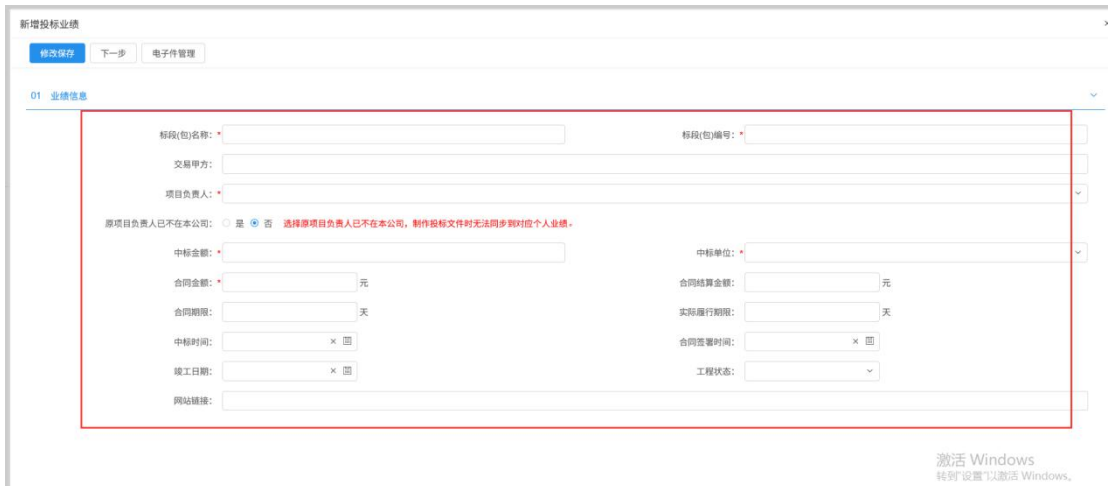 新增投标业绩 ×
修改保存 下一步 电子件管理
01 业绩信息
标段(包)名称: * 标段(包)编号: *
交易甲方:
项目负责人: *
原项目负责人已不在本公司: 是 否 选择原项目负责人已不在本公司，制作投标文件时无法同步到对应个人业绩。
中标金额: * 中标单位: *
合同金额: * 元 合同结算金额: 元
合同期限: 天 实际履行期限: 天
中标时间: 合同签署时间:
竣工日期: 工程状态:
网站链接:
激活 Windows
转到"设置"以激活 Windows。